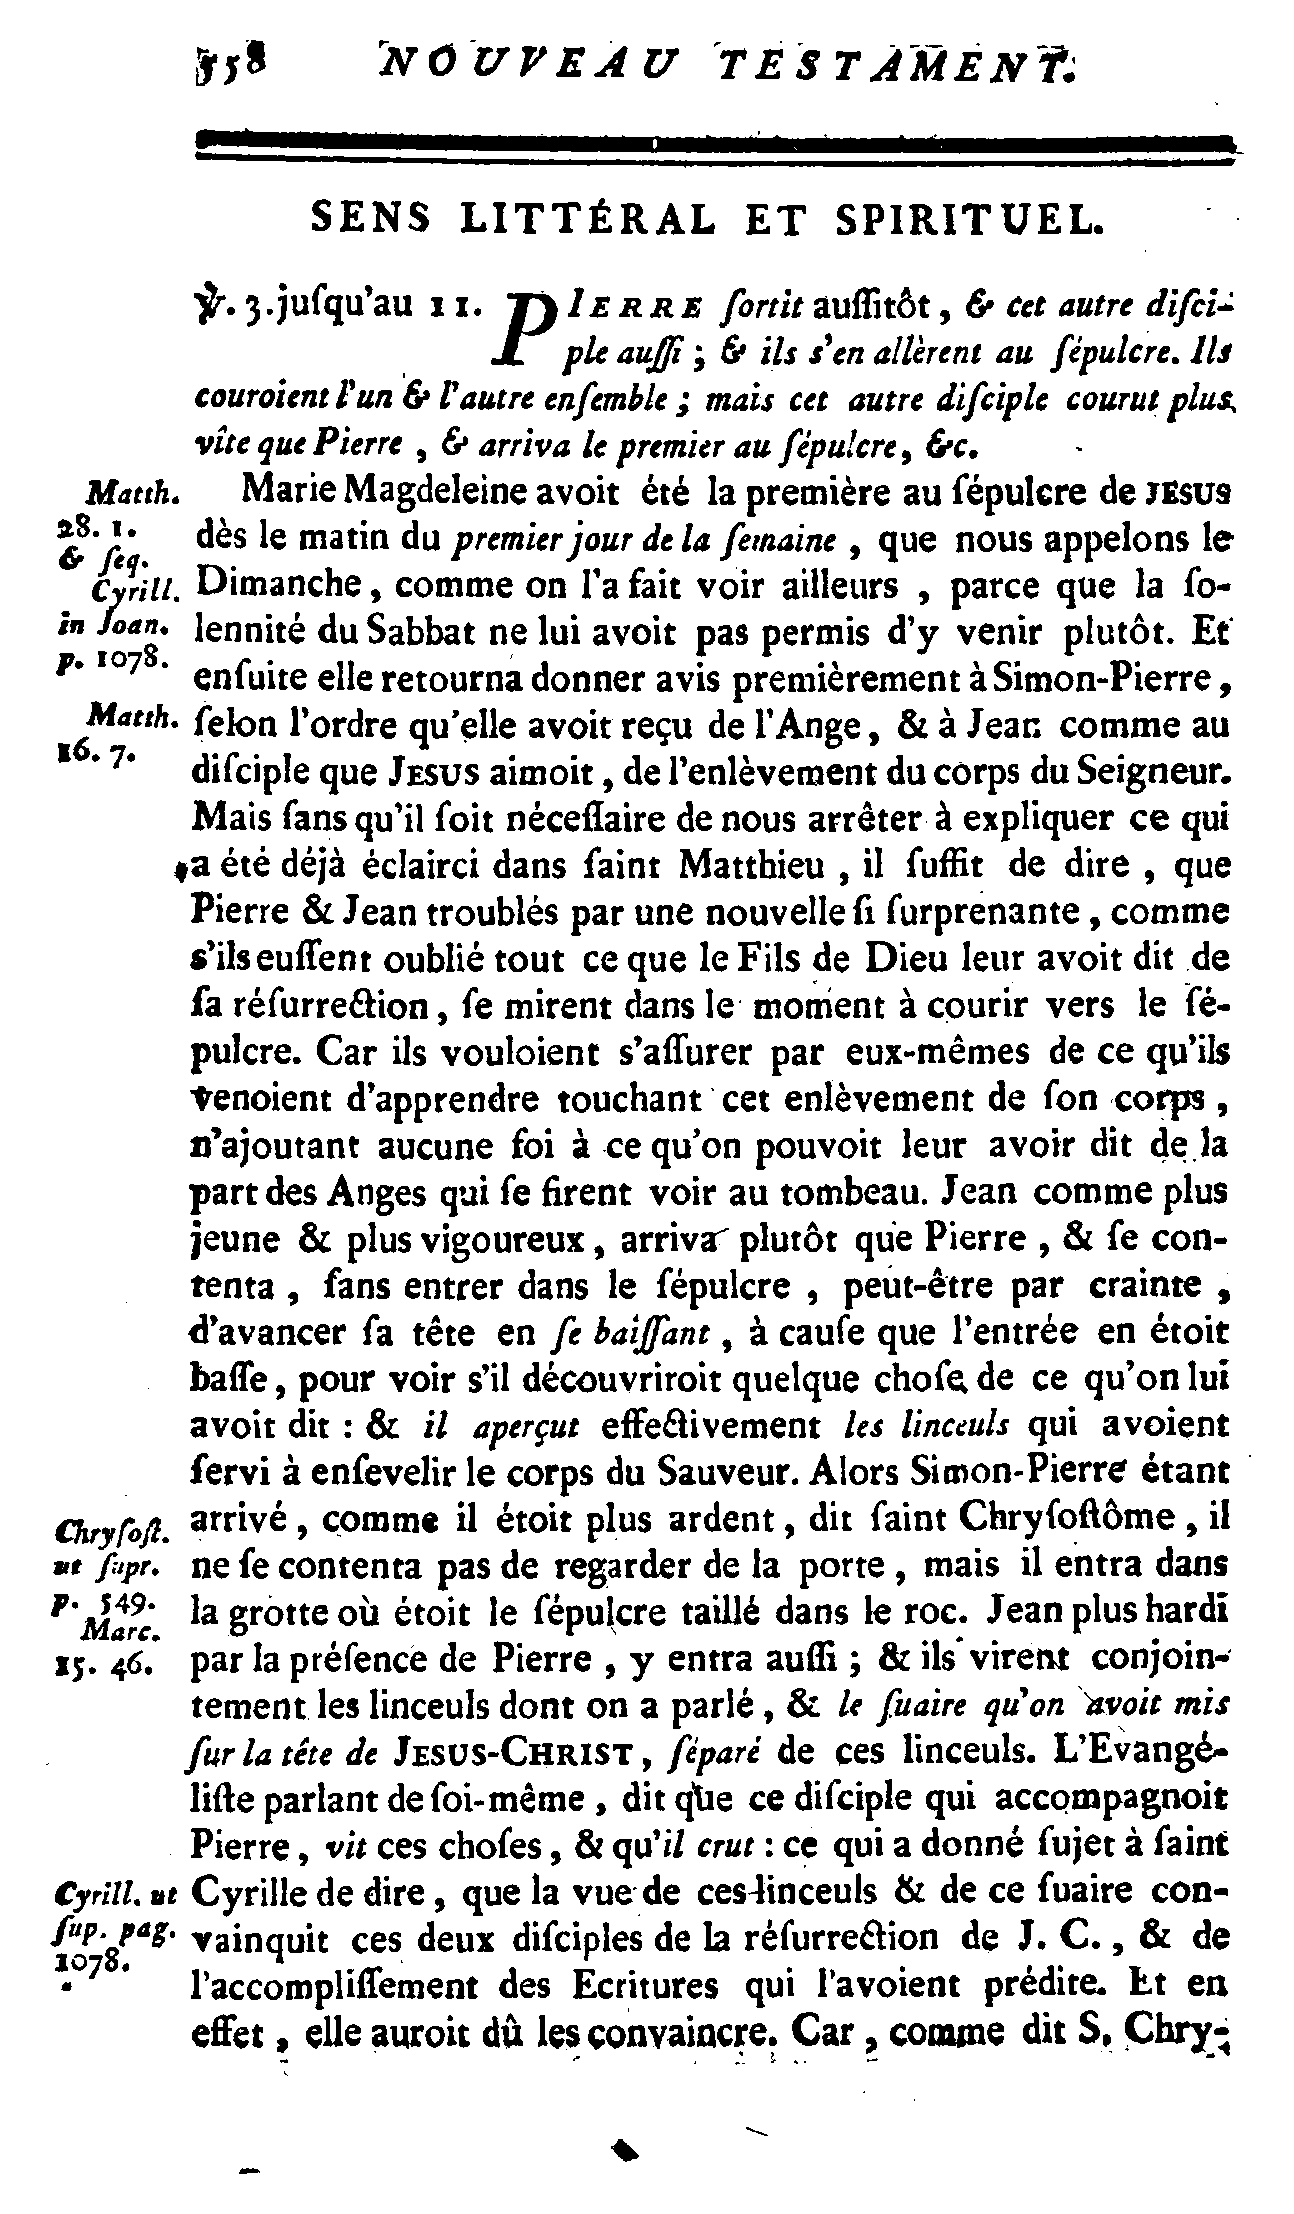 558 NOUVEAU TESTAMENT.
SENS LITTÉRAL ET SPIRITUEL.
℣. 3. juſqu'au 11. PIERRE ſortit auſſitôt, & cet autre diſci-
ple auſſi ; & ils s'en allèrent au ſépulcre. Ils
couroient l'un & l'autre enſemble ; mais cet autre diſciple courut plus
vîte que Pierre, & arriva le premier au ſépulcre, &c.
Matth.
28. 1.
& ſeq.
Cyrill.
in Joan.
p. 1078.
Matth.
16. 7.
Marie Magdeleine avoit été la première au ſépulcre de JESUS
dès le matin du premier jour de la ſemaine, que nous appelons le
Dimanche, comme on l'a fait voir ailleurs, parce que la ſo-
lennité du Sabbat ne lui avoit pas permis d'y venir plutôt. Et
enſuite elle retourna donner avis premièrement à Simon-Pierre,
ſelon l'ordre qu'elle avoit reçu de l'Ange, & à Jean comme au
diſciple que JESUS aimoit, de l'enlèvement du corps du Seigneur.
Mais ſans qu'il ſoit néceſſaire de nous arrêter à expliquer ce qui
a été déjà éclairci dans ſaint Matthieu, il ſuffit de dire, que
Pierre & Jean troublés par une nouvelle ſi ſurprenante, comme
s'ils euſſent oublié tout ce que le Fils de Dieu leur avoit dit de
ſa réſurrection, ſe mirent dans le moment à courir vers le ſé-
pulcre. Car ils vouloient s'aſſurer par eux-mêmes de ce qu'ils
venoient d'apprendre touchant cet enlèvement de ſon corps,
n'ajoutant aucune foi à ce qu'on pouvoit leur avoir dit de la
part des Anges qui ſe firent voir au tombeau. Jean comme plus
jeune & plus vigoureux, arriva plutôt que Pierre, & ſe con-
tenta, ſans entrer dans le ſépulcre, peut-être par crainte,
d'avancer ſa tête en ſe baiſſant, à cauſe que l'entrée en étoit
baſſe, pour voir s'il découvriroit quelque choſe de ce qu'on lui
avoit dit : & il aperçut effectivement les linceuls qui avoient
ſervi à enſevelir le corps du Sauveur. Alors Simon-Pierre étant
arrivé, comme il étoit plus ardent, dit ſaint Chryſoſtôme, il
ne ſe contenta pas de regarder de la porte, mais il entra dans
la grotte où étoit le ſépulcre taillé dans le roc. Jean plus hardi
par la préſence de Pierre, y entra auſſi ; & ils virent conjoin-
tement les linceuls dont on a parlé, & le ſuaire qu'on avoit mis
ſur la tête de JESUS-CHRIST, ſéparé de ces linceuls. L'Evangé-
liſte parlant de ſoi-même, dit que ce diſciple qui accompagnoit
Pierre, vit ces choſes, & qu'il crut : ce qui a donné ſujet à ſaint
Cyrille de dire, que la vue de ces linceuls & de ce ſuaire con-
vainquit ces deux diſciples de la réſurrection de J. C., & de
l'accompliſſement des Ecritures qui l'avoient prédite. Et en
effet, elle auroit dû les convaincre. Car, comme dit S. Chry-
Chryſoſt.
ut ſupr.
p. 549.
Marc.
15. 46.
Cyrill. ut
ſup. pag.
1078.